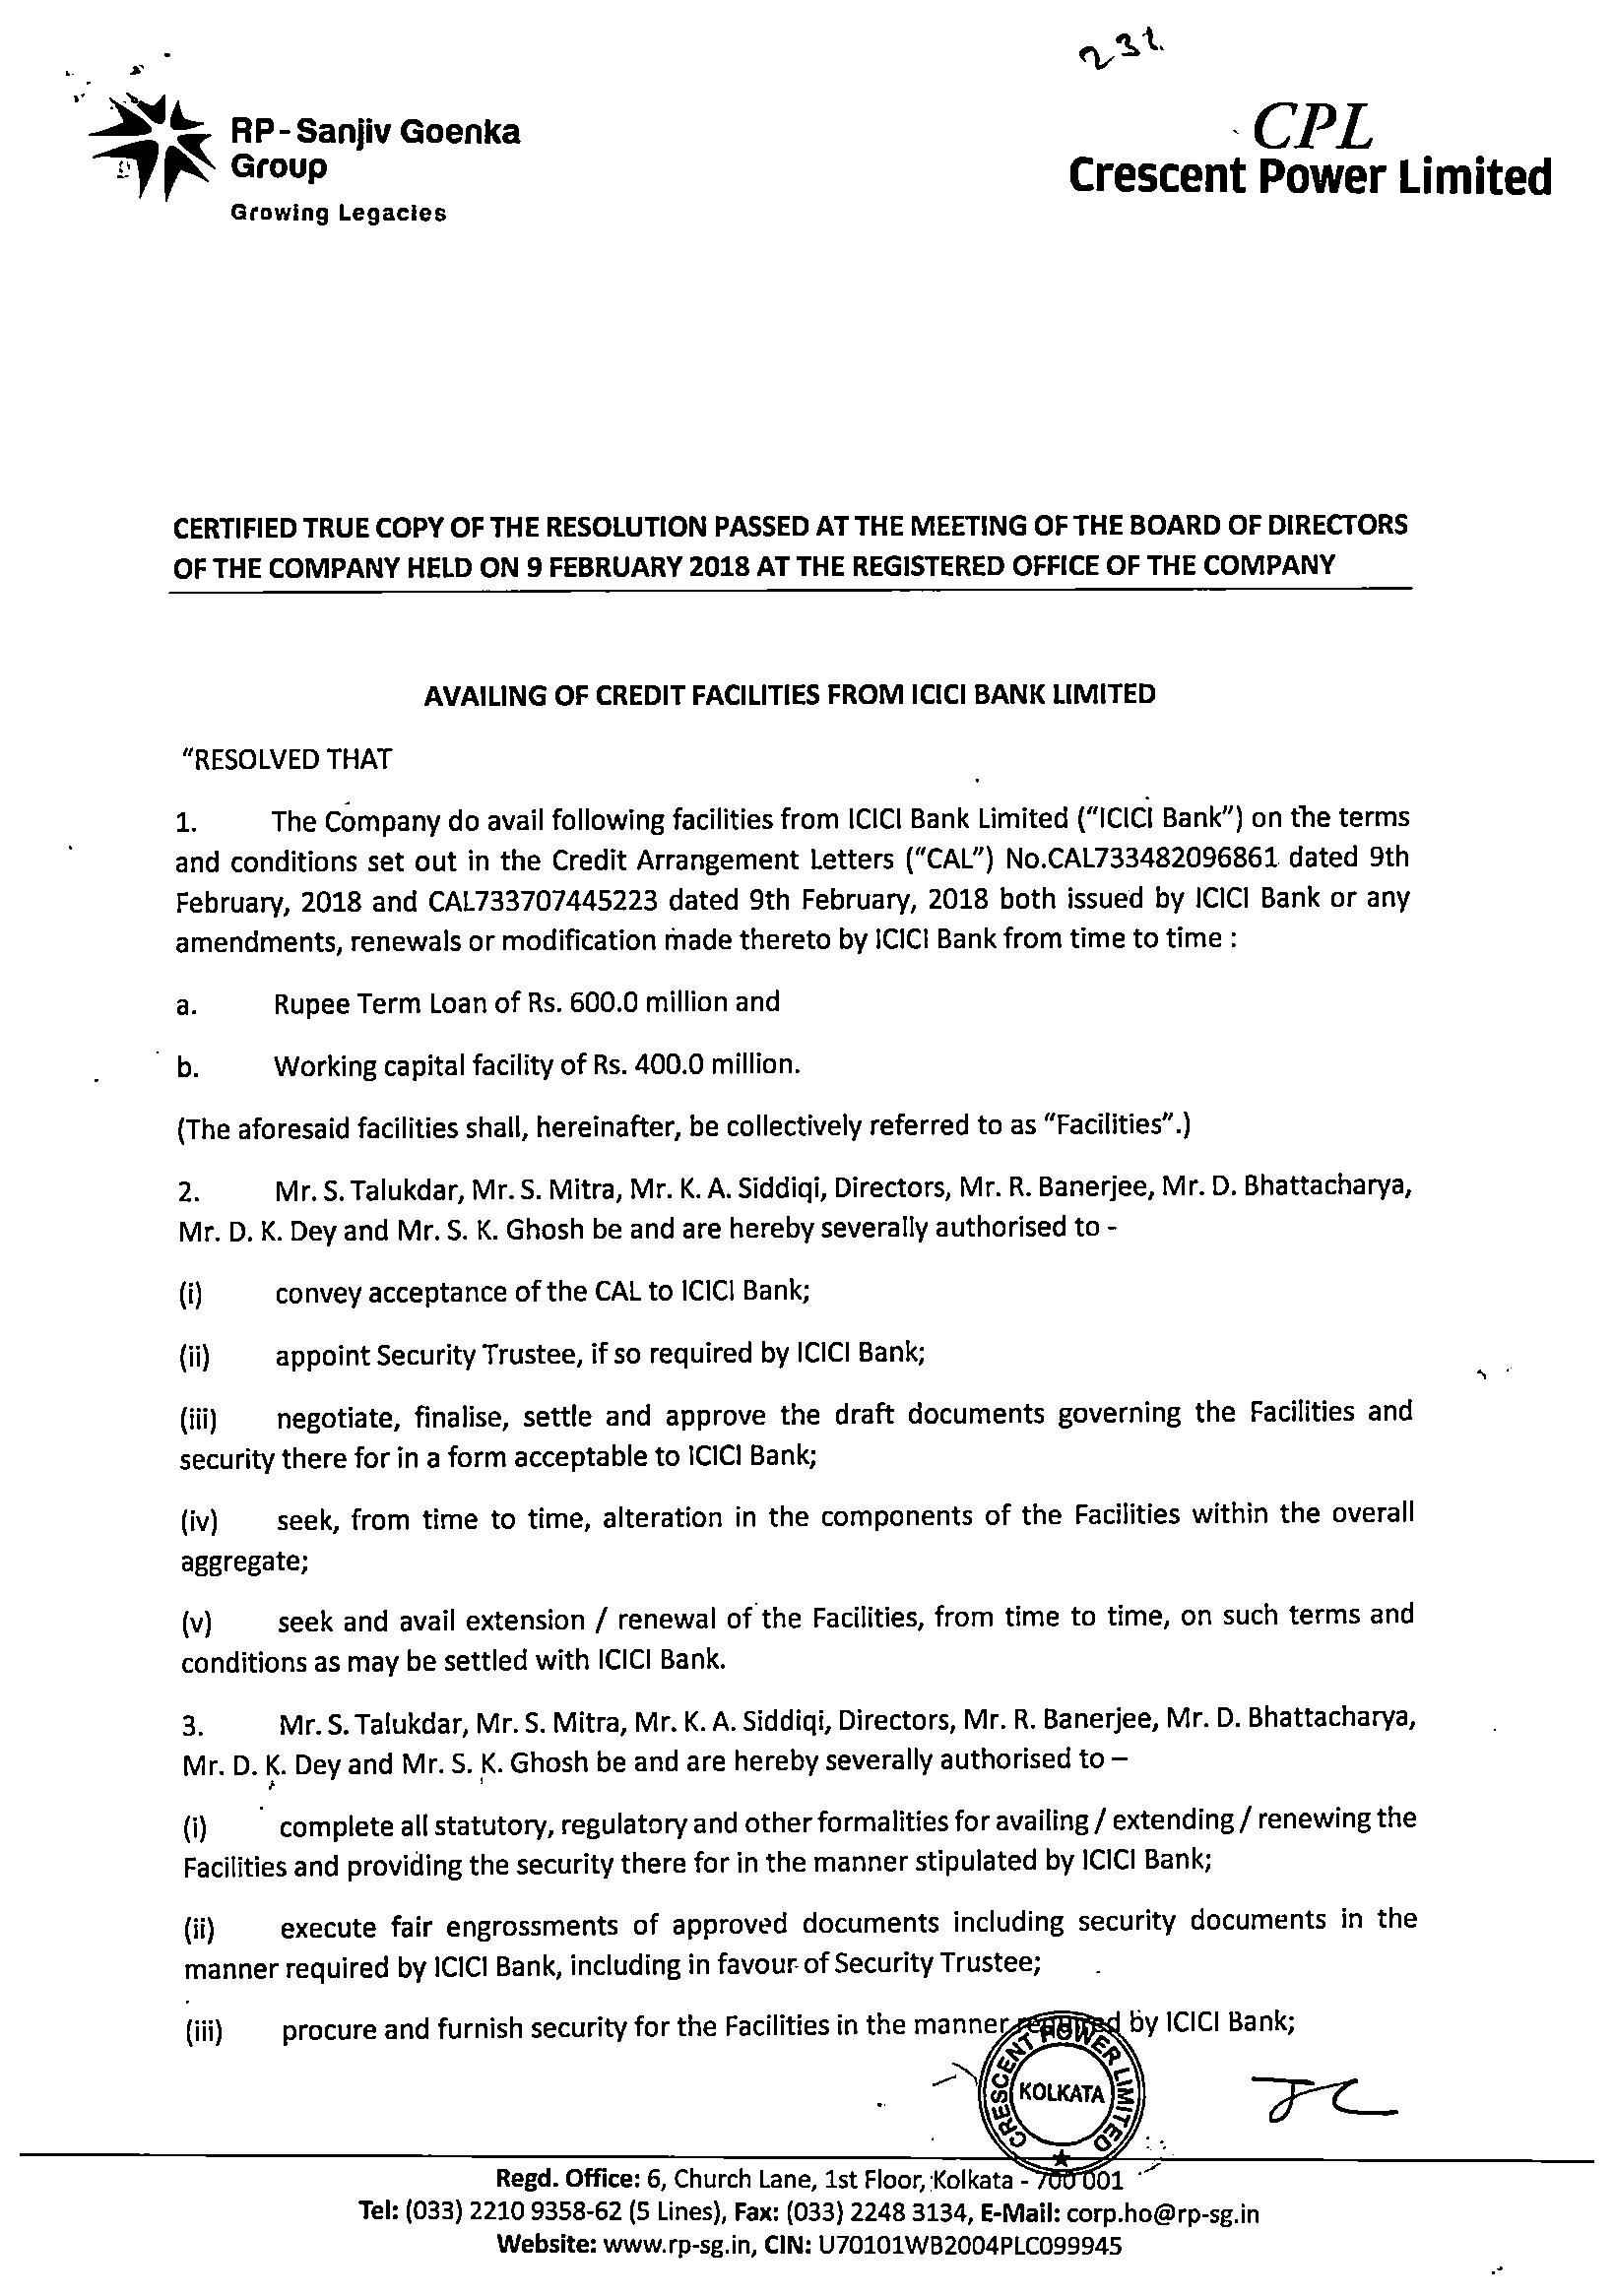 231.
RP-Sanjiv Goenka
Group
Growing Legacies
CPL
Crescent Power Limited
CERTIFIED TRUE COPY OF THE RESOLUTION PASSED AT THE MEETING OF THE BOARD OF DIRECTORS
OF THE COMPANY HELD ON 9 FEBRUARY 2018 AT THE REGISTERED OFFICE OF THE COMPANY
AVAILING OF CREDIT FACILITIES FROM ICICI BANK LIMITED
"RESOLVED THAT
1. The Company do avail following facilities from ICICI Bank Limited ("ICICI Bank") on the terms
and conditions set out in the Credit Arrangement Letters ("CAL") No.CAL733482096861 dated 9th
February, 2018 and CAL733707445223 dated 9th February, 2018 both issued by ICICI Bank or any
amendments, renewals or modification made thereto by ICICI Bank from time to time :
a. Rupee Term Loan of Rs. 600.0 million and
b. Working capital facility of Rs. 400.0 million.
(The aforesaid facilities shall, hereinafter, be collectively referred to as "Facilities".)
2. Mr. S. Talukdar, Mr. S. Mitra, Mr. K. A. Siddiqi, Directors, Mr. R. Banerjee, Mr. D. Bhattacharya,
Mr. D. K. Dey and Mr. S. K. Ghosh be and are hereby severally authorised to -
(i) convey acceptance of the CAL to ICICI Bank;
(ii) appoint Security Trustee, if so required by ICICI Bank;
(iii) negotiate, finalise, settle and approve the draft documents governing the Facilities and
security there for in a form acceptable to ICICI Bank;
(iv) seek, from time to time, alteration in the components of the Facilities within the overall
aggregate;
(v) seek and avail extension / renewal of the Facilities, from time to time, on such terms and
conditions as may be settled with ICICI Bank.
3. Mr. S. Talukdar, Mr. S. Mitra, Mr. K. A. Siddiqi, Directors, Mr. R. Banerjee, Mr. D. Bhattacharya,
Mr. D. K. Dey and Mr. S. K. Ghosh be and are hereby severally authorised to –
(i) complete all statutory, regulatory and other formalities for availing / extending / renewing the
Facilities and providing the security there for in the manner stipulated by ICICI Bank;
(ii) execute fair engrossments of approved documents including security documents in the
manner required by ICICI Bank, including in favour of Security Trustee;
(iii) procure and furnish security for the Facilities in the manner required by ICICI Bank;
CRESCENT POWER LIMITED
KOLKATA
Regd. Office: 6, Church Lane, 1st Floor, Kolkata - 700 001
Tel: (033) 2210 9358-62 (5 Lines), Fax: (033) 2248 3134, E-Mail: corp.ho@rp-sg.in
Website: www.rp-sg.in, CIN: U70101WB2004PLC099945